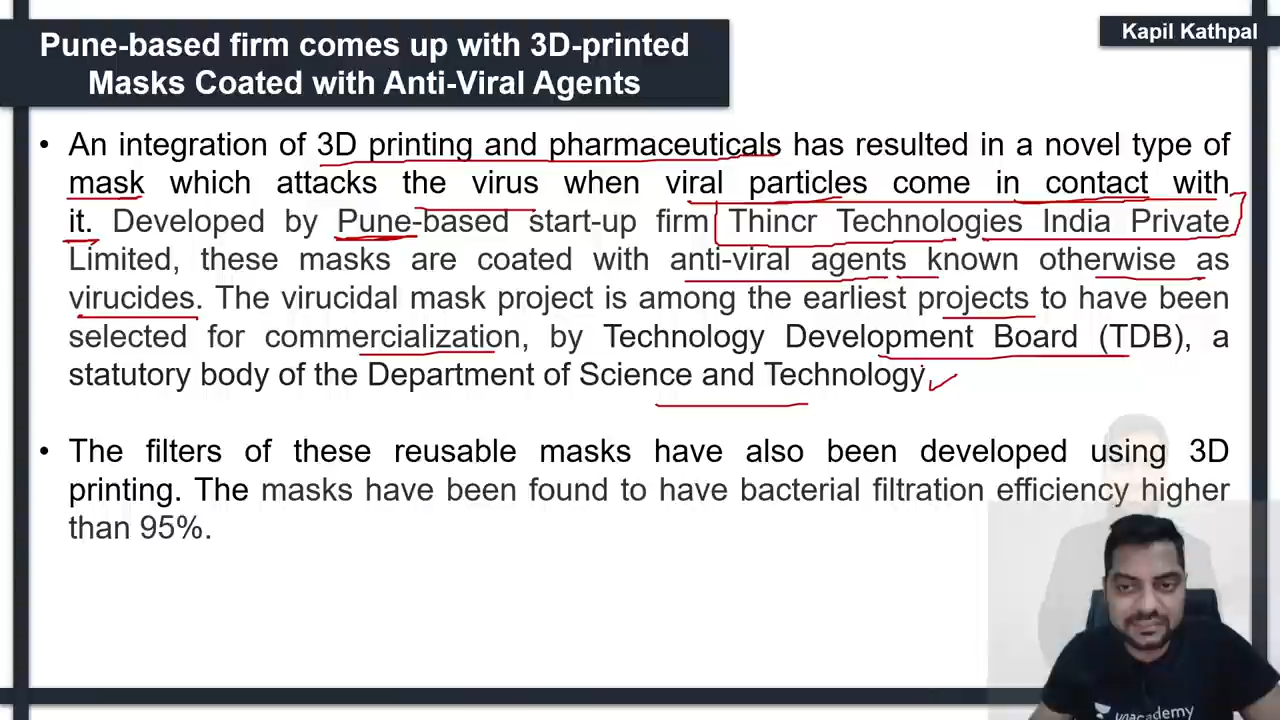 Pune-based firm comes up with 3D-printed
Masks Coated with Anti-Viral Agents
Kapil Kathpal
• An integration of 3D printing and pharmaceuticals has resulted in a novel type of
mask which attacks the virus when viral particles come in contact with
it. Developed by Pune-based start-up firm Thincr Technologies India Private
Limited, these masks are coated with anti-viral agents known otherwise as
virucides. The virucidal mask project is among the earliest projects to have been
selected for commercialization, by Technology Development Board (TDB), a
statutory body of the Department of Science and Technology
• The filters of these reusable masks have also been developed using 3D
printing. The masks have been found to have bacterial filtration efficiency higher
than 95%.
unacademy